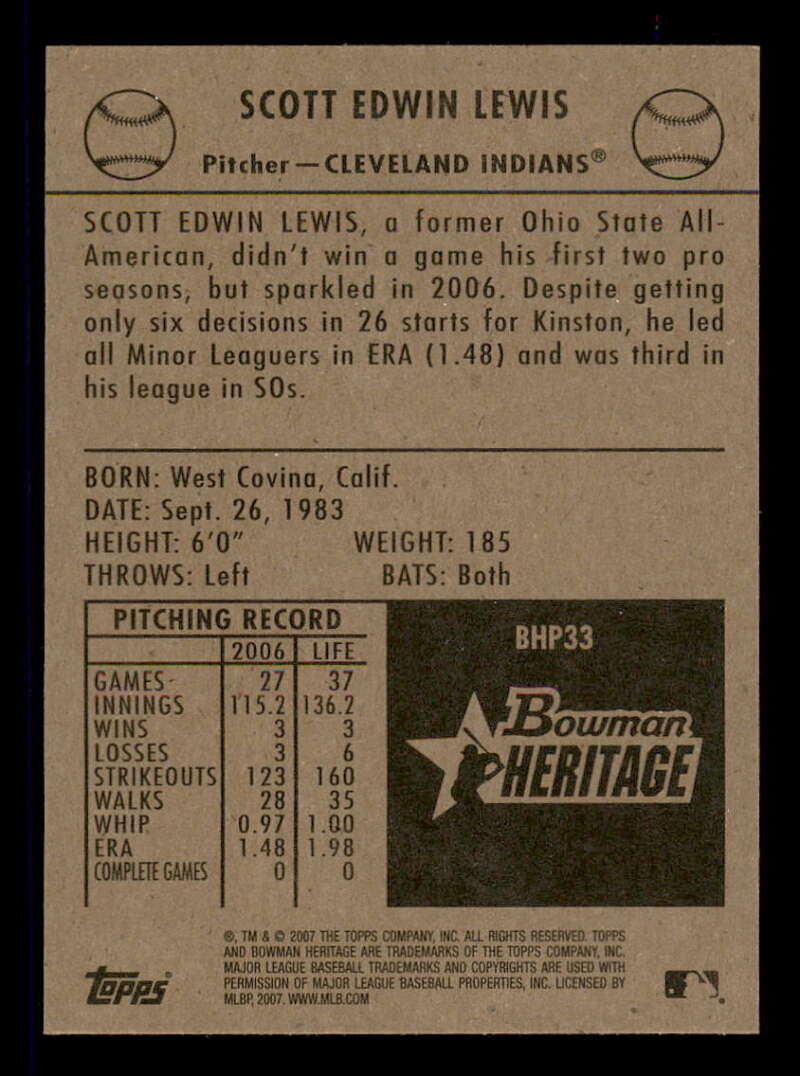 SCOTT EDWIN LEWIS
Pitcher—CLEVELAND INDIANS®
SCOTT EDWIN LEWIS, a former Ohio State All-
American, didn't win a game his first two pro
seasons, but sparkled in 2006. Despite getting
only six decisions in 26 starts for Kinston, he led
all Minor Leaguers in ERA (1.48) and was third in
his league in SOs.
BORN: West Covina, Calif.
DATE: Sept. 26, 1983
HEIGHT: 6'0" WEIGHT: 185
THROWS: Left BATS: Both
PITCHING RECORD
2006 LIFE
GAMES 27 37
INNINGS 115.2 136.2
WINS 3 3
LOSSES 3 6
STRIKEOUTS 123 160
WALKS 28 35
WHIP 0.97 1.00
ERA 1.48 1.98
COMPLETE GAMES 0 0
BHP33
Bowman
HERITAGE
®, TM & © 2007 THE TOPPS COMPANY, INC. ALL RIGHTS RESERVED. TOPPS
AND BOWMAN HERITAGE ARE TRADEMARKS OF THE TOPPS COMPANY, INC.
MAJOR LEAGUE BASEBALL TRADEMARKS AND COPYRIGHTS ARE USED WITH
PERMISSION OF MAJOR LEAGUE BASEBALL PROPERTIES, INC. LICENSED BY
MLBP, 2007. WWW.MLB.COM
Topps®